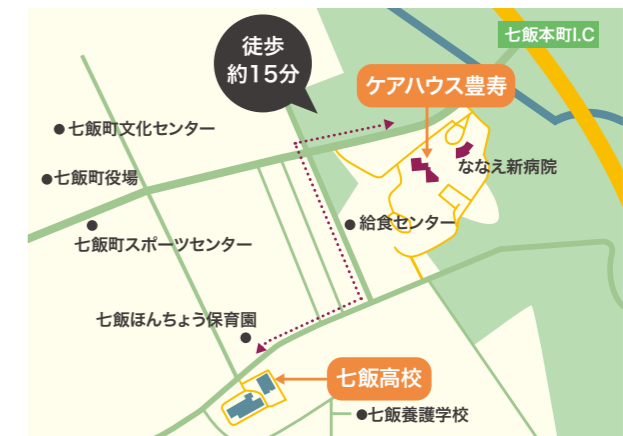 七飯本町I.C
徒歩
約15分
ケアハウス豊寿
●七飯町文化センター
ななえ新病院
●七飯町役場
●給食センター
●
七飯町スポーツセンター
七飯ほんちょう保育園
●
七飯高校
●七飯養護学校